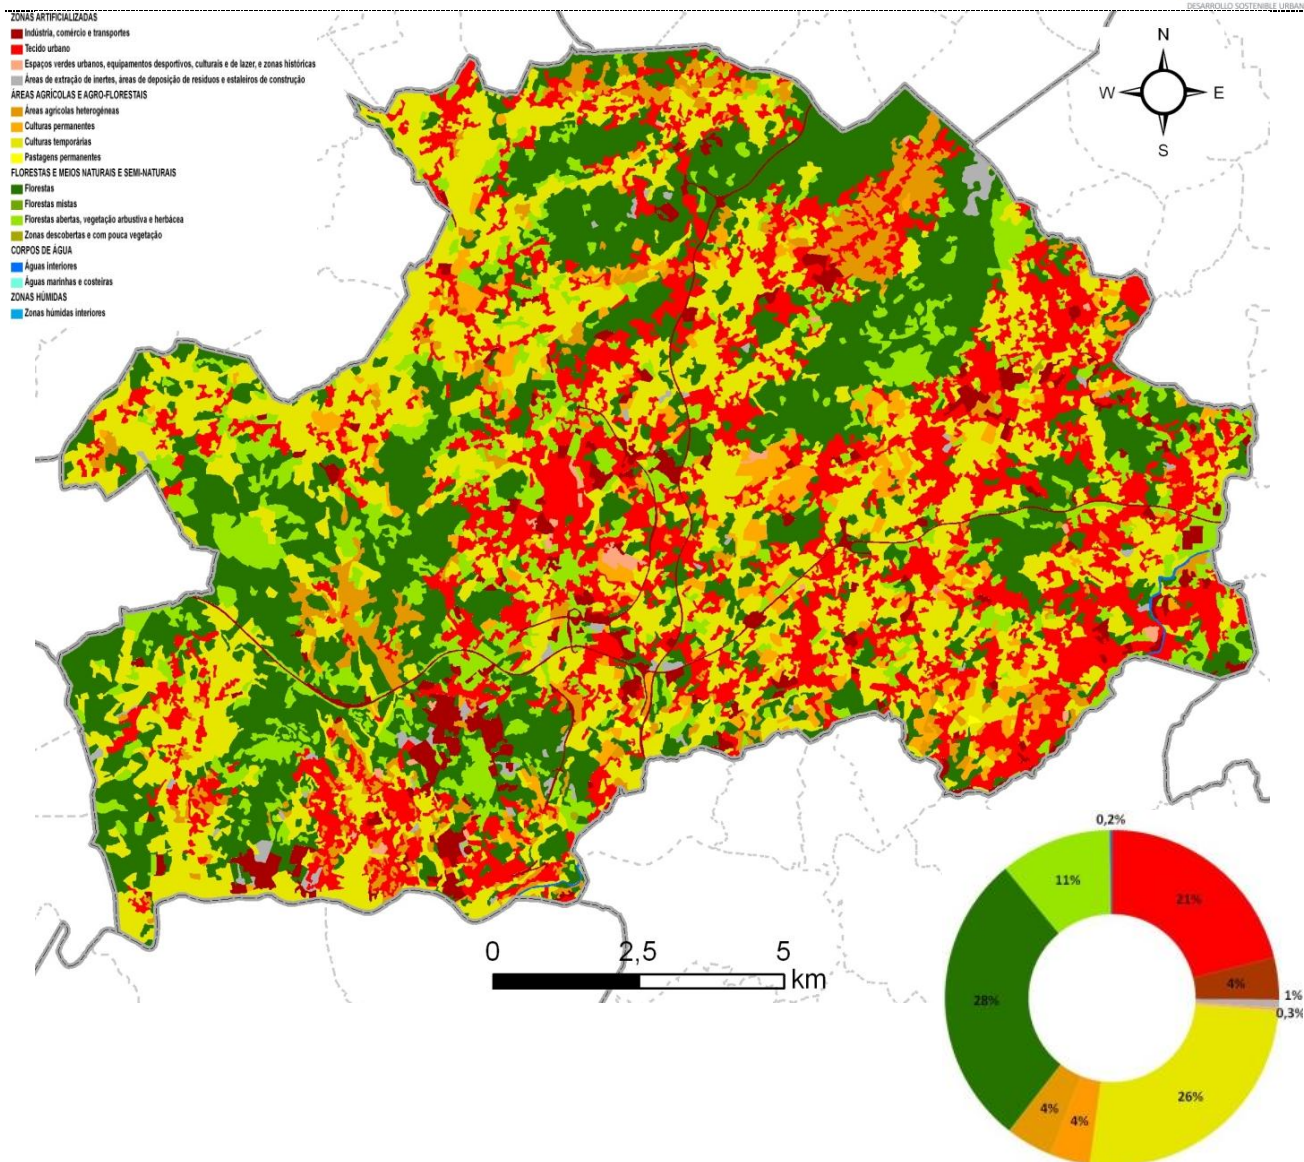 DESARROLLO SOSTENIBLE URBAN
ZONAS ARTIFICIALIZADAS
Indústria, comércio e transportes
Tecido urbano
Espaços verdes urbanos, equipamentos desportivos, culturais e de lazer, e zonas históricas
Áreas de extração de inertes, áreas de deposição de resíduos e estaleiros de construção
ÁREAS AGRÍCOLAS E AGRO-FLORESTAIS
Áreas agrícolas heterogéneas
Culturas permanentes
Culturas temporárias
Pastagens permanentes
FLORESTAS E MEIOS NATURAIS E SEMI-NATURAIS
Florestas
Florestas mistas
Florestas abertas, vegetação arbustiva e herbácea
Zonas descobertas e com pouca vegetação
CORPOS DE ÁGUA
Águas interiores
Águas marinhas e costeiras
ZONAS HÚMIDAS
Zonas húmidas interiores
N
W E
S
0 2,5 5
km
0,2%
11%
21%
28%
4%
1%
0,3%
26%
4%
4%